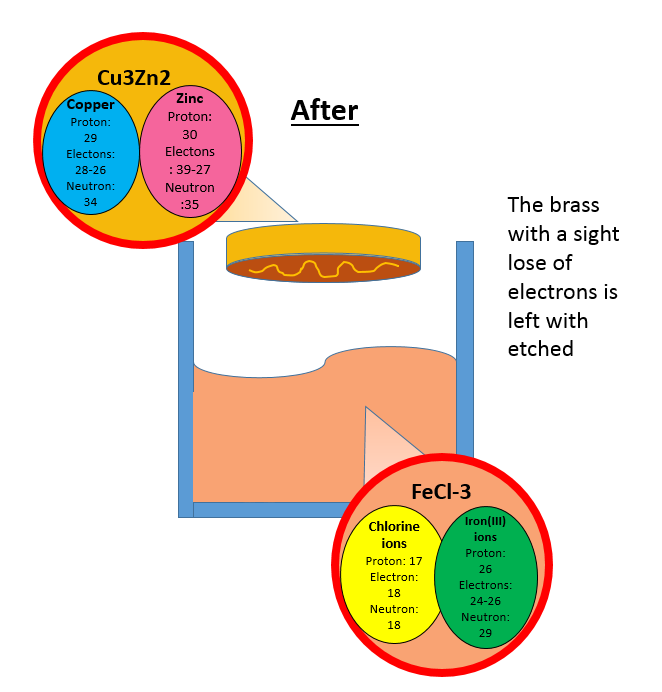 Cu3Zn2
Copper
Proton:
29
Electons:
28-26
Neutron:
34
Zinc
Proton:
30
Electons
: 39-27
Neutron
:35
After
The brass
with a sight
lose of
electrons is
left with
etched
FeCl-3
Chlorine
ions
Proton: 17
Electron:
18
Neutron:
18
Iron(III)
ions
Proton:
26
Electrons:
24-26
Neutron:
29